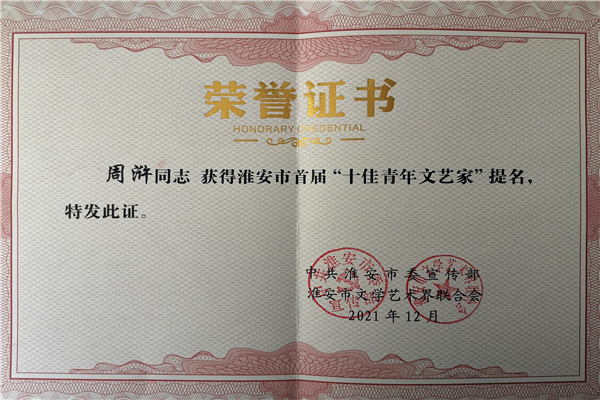 荣誉证书
HONORARY CREDENTIAL
周浒同志 获得淮安市首届“十佳青年文艺家”提名，
特发此证。
中共淮安市委宣传部
淮安市文学艺术界联合会
2021年12月